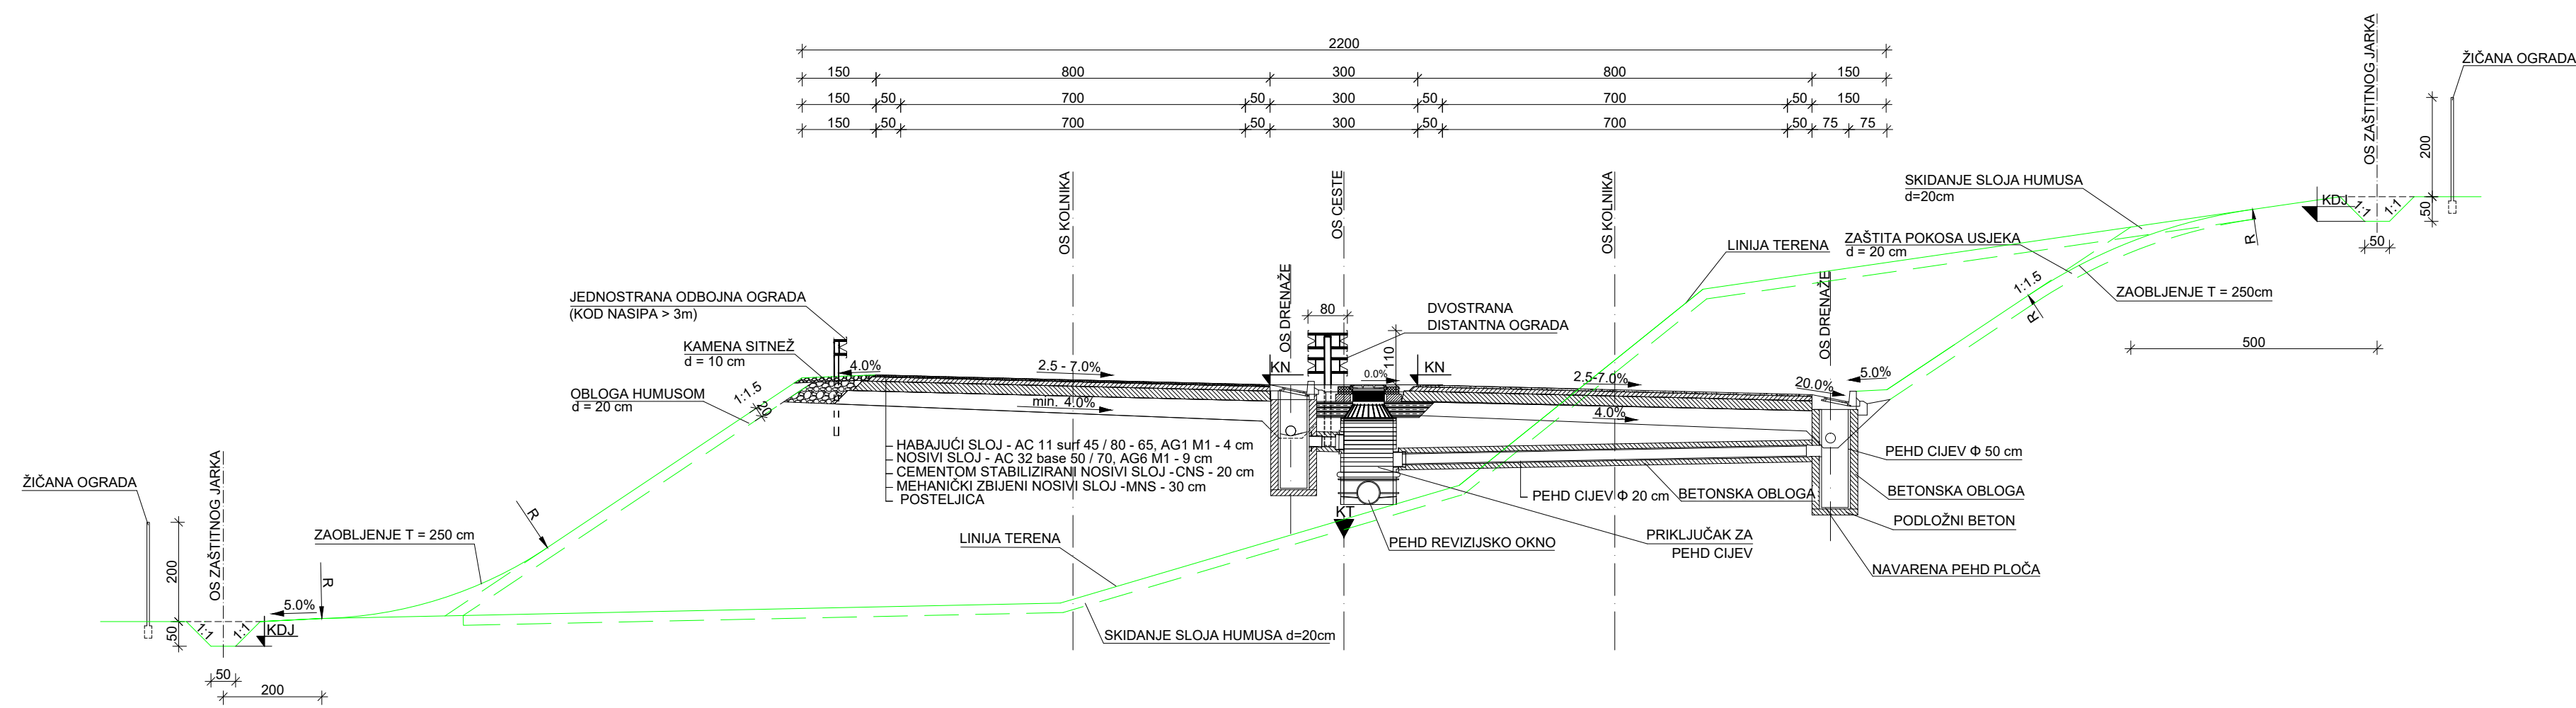 2200
150 800 300 800 150
150 50 700 50 300 50 700 50 150
150 50 700 50 300 50 700 50 75 75
OS ZAŠTITNOG JARKA
ŽIČANA OGRADA
200
50
KDJ
1:1
1:1
50
500
SKIDANJE SLOJA HUMUSA
d=20cm
LINIJA TERENA
ZAŠTITA POKOSA USJEKA
d = 20 cm
R
1:1.5
R
ZAOBLJENJE T = 250cm
OS KOLNIKA
OS CESTE
OS KOLNIKA
OS DRENAŽE
OS DRENAŽE
80
DVOSTRANA
DISTANTNA OGRADA
110
JEDNOSTRANA ODBOJNA OGRADA
(KOD NASIPA > 3m)
KAMENA SITNEŽ
d = 10 cm
OBLOGA HUMUSOM
d = 20 cm
1:1.5
20
4.0%
2.5 - 7.0%
KN
0.0%
KN
2.5-7.0%
20.0%
5.0%
min. 4.0%
4.0%
HABAJUĆI SLOJ - AC 11 surf 45 / 80 - 65, AG1 M1 - 4 cm
NOSIVI SLOJ - AC 32 base 50 / 70, AG6 M1 - 9 cm
CEMENTOM STABILIZIRANI NOSIVI SLOJ -CNS - 20 cm
MEHANIČKI ZBIJENI NOSIVI SLOJ -MNS - 30 cm
POSTELJICA
PEHD CIJEV Φ 50 cm
PEHD CIJEV Φ 20 cm
BETONSKA OBLOGA
BETONSKA OBLOGA
PODLOŽNI BETON
KT
PEHD REVIZIJSKO OKNO
PRIKLJUČAK ZA
PEHD CIJEV
NAVARENA PEHD PLOČA
ŽIČANA OGRADA
OS ZAŠTITNOG JARKA
200
50
1:1
1:1
5.0%
KDJ
R
R
ZAOBLJENJE T = 250 cm
LINIJA TERENA
SKIDANJE SLOJA HUMUSA d=20cm
50
200